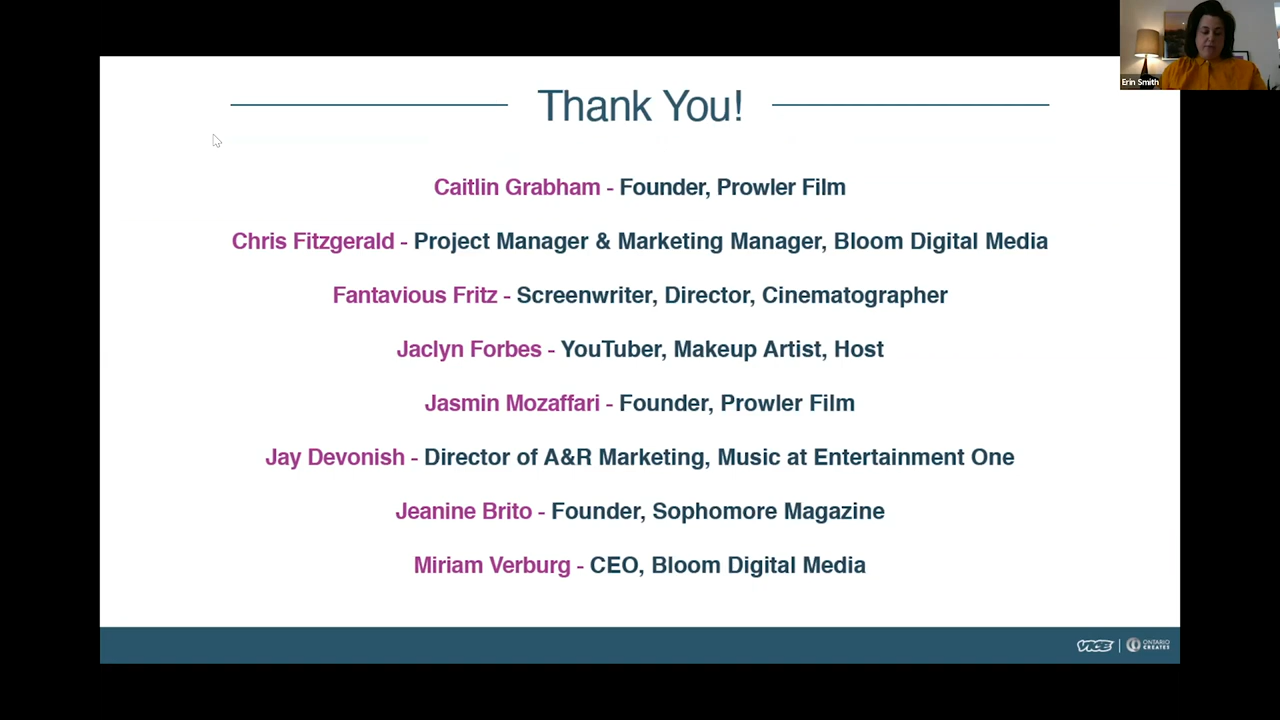 Erin Smith
Thank You!
Caitlin Grabham - Founder, Prowler Film
Chris Fitzgerald - Project Manager & Marketing Manager, Bloom Digital Media
Fantavious Fritz - Screenwriter, Director, Cinematographer
Jaclyn Forbes - YouTuber, Makeup Artist, Host
Jasmin Mozaffari - Founder, Prowler Film
Jay Devonish - Director of A&R Marketing, Music at Entertainment One
Jeanine Brito - Founder, Sophomore Magazine
Miriam Verburg - CEO, Bloom Digital Media
VICE | ONTARIO
CREATES